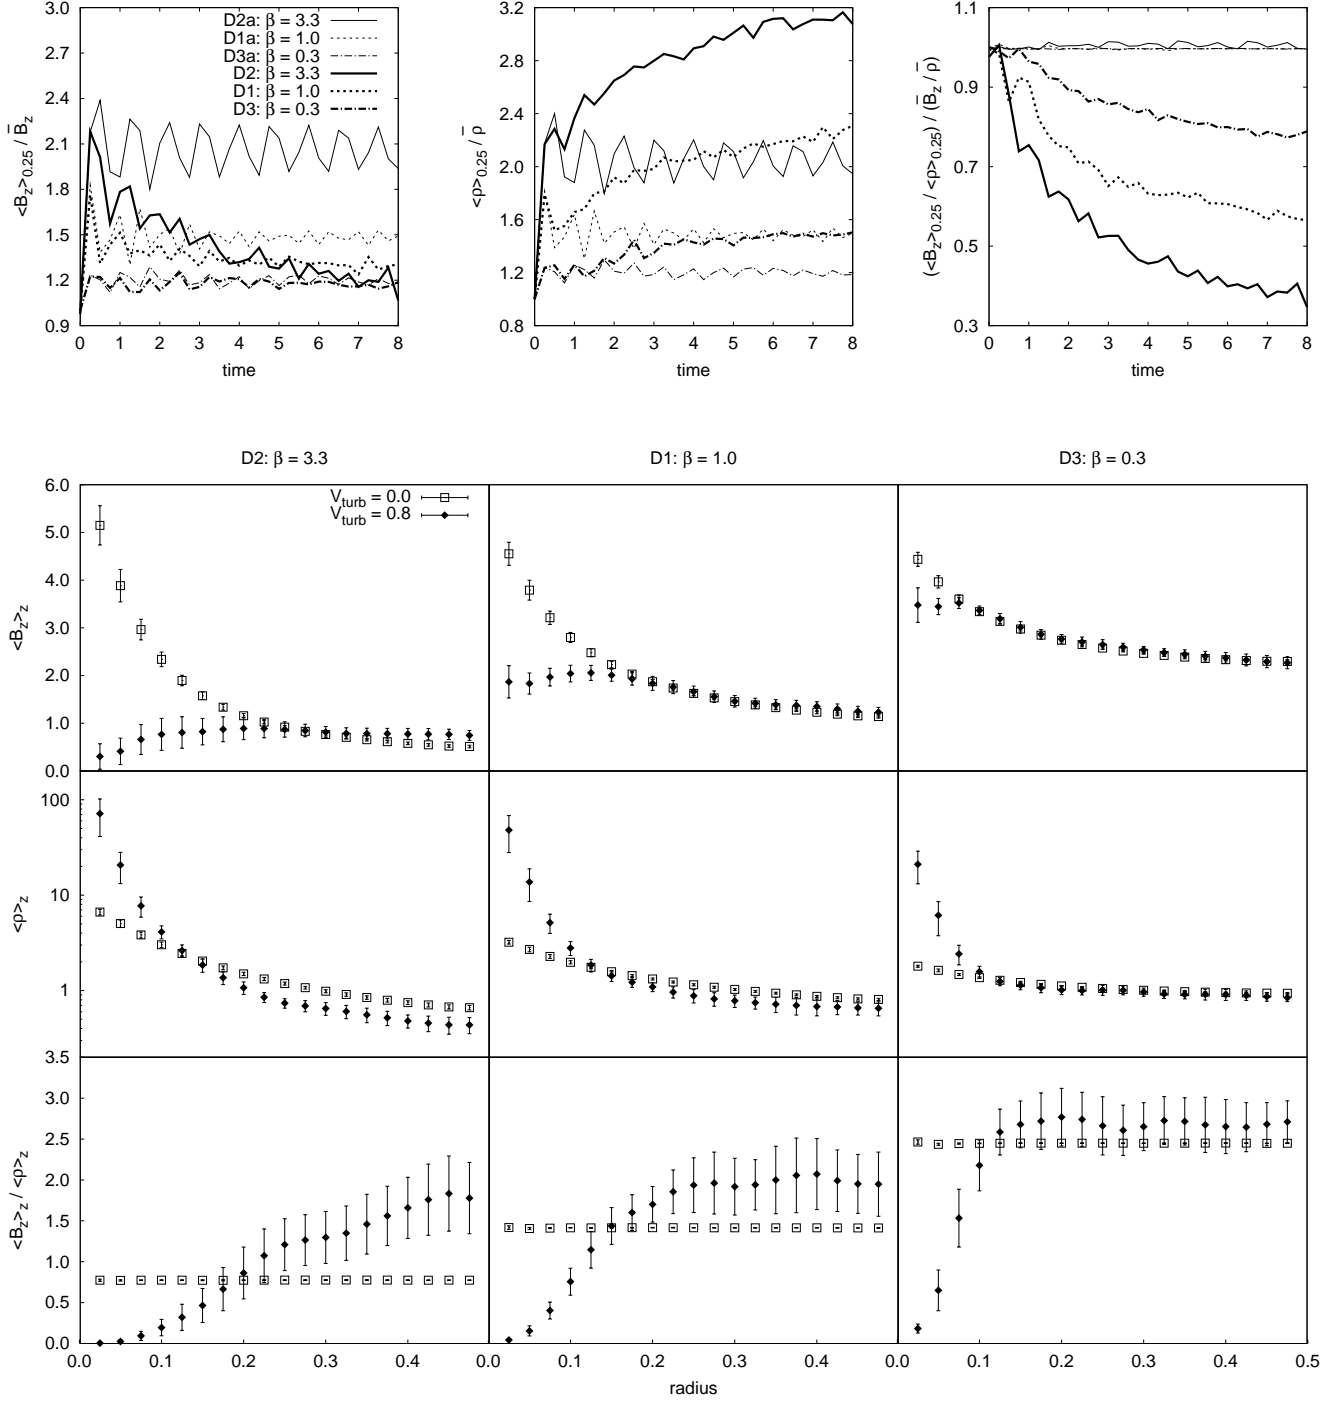 3.0
2.7
2.4
2.1
1.8
1.5
1.2
0.9
<B_z>_0.25 / B̄_z
D2a: β = 3.3
D1a: β = 1.0
D3a: β = 0.3
D2: β = 3.3
D1: β = 1.0
D3: β = 0.3
0 1 2 3 4 5 6 7 8
time
3.2
2.8
2.4
2.0
1.6
1.2
0.8
<ρ>_0.25 / ρ̄
0 1 2 3 4 5 6 7 8
time
1.1
0.9
0.7
0.5
0.3
(<B_z>_0.25 / <ρ>_0.25) / (B̄_z / ρ̄)
0 1 2 3 4 5 6 7 8
time
D2: β = 3.3
D1: β = 1.0
D3: β = 0.3
V_turb = 0.0
V_turb = 0.8
6.0
5.0
4.0
3.0
2.0
1.0
0.0
<B_z>_z
100
10
1
<ρ>_z
3.5
3.0
2.5
2.0
1.5
1.0
0.5
0.0
<B_z>_z / <ρ>_z
0.1 0.2 0.3 0.4 0.0 0.1 0.2 0.3 0.4 0.0 0.1 0.2 0.3 0.4 0.5
radius